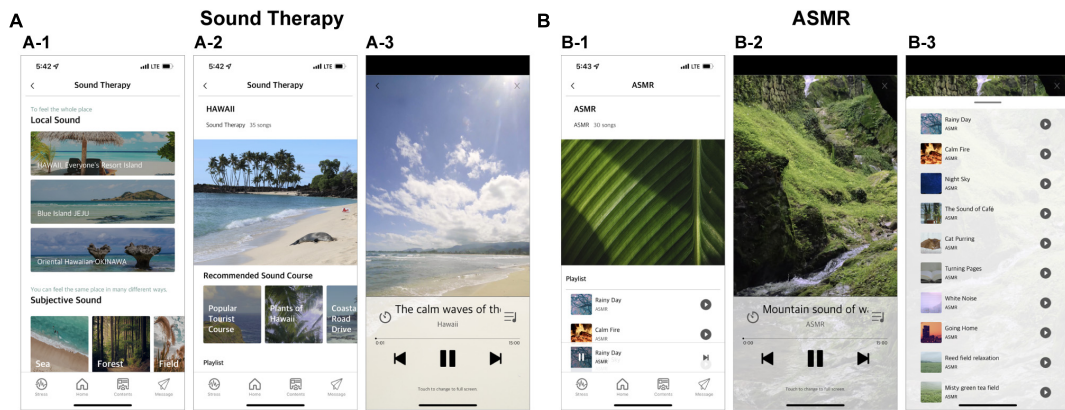 A
Sound Therapy
A-1
5:42
LTE
Sound Therapy
To feel the whole place
Local Sound
HAWAII Everyone's Resort Island
Blue Island JEJU
Oriental Hawaiian OKINAWA
You can feel the same place in many different ways.
Subjective Sound
Sea
Forest
Field
Stress
Home
Contents
Message
A-2
5:42
LTE
Sound Therapy
HAWAII
Sound Therapy 35 songs
Recommended Sound Course
Popular
Tourist
Course
Plants of
Hawaii
Coasta
Road
Drive
Playlist
Stress
Home
Contents
Message
A-3
The calm waves of th
Hawaii
0:01
15:00
Touch to change to full screen.
B
ASMR
B-1
5:43
LTE
ASMR
ASMR
ASMR 30 songs
Playlist
Rainy Day
ASMR
Calm Fire
ASMR
Rainy Day
ASMR
Stress
Home
Contents
Message
B-2
Mountain sound of w
ASMR
0:00
15:00
Touch to change to full screen.
B-3
Rainy Day
ASMR
Calm Fire
ASMR
Night Sky
ASMR
The Sound of Café
ASMR
Cat Purring
ASMR
Turning Pages
ASMR
White Noise
ASMR
Going Home
ASMR
Reed field relaxation
ASMR
Misty green tea field
ASMR